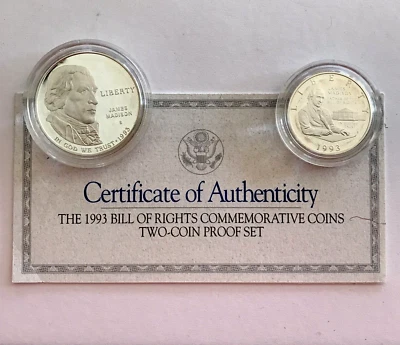 LIBERTY
JAMES
MADISON
S
IN GOD WE TRUST • 1993
LIBERTY
1993
Certificate of Authenticity
THE 1993 BILL OF RIGHTS COMMEMORATIVE COINS
TWO-COIN PROOF SET